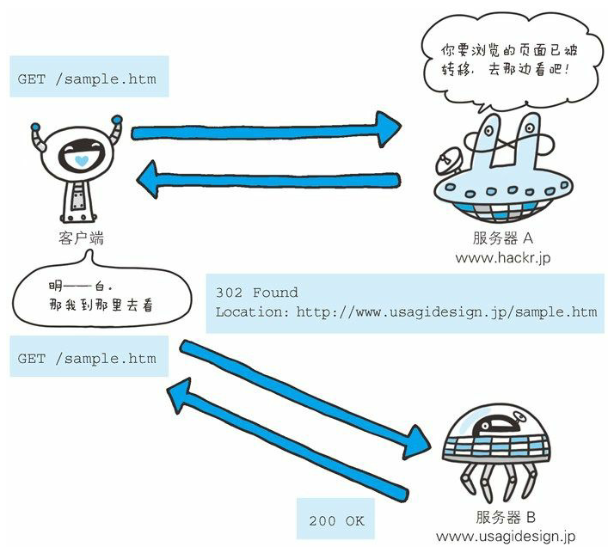 你要浏览的页面已被
转移，去那边看吧！
GET /sample.htm
客户端
服务器 A
www.hackr.jp
明——白．
那我到那里去看
302 Found
Location: http://www.usagidesign.jp/sample.htm
GET /sample.htm
200 OK
服务器 B
www.usagidesign.jp